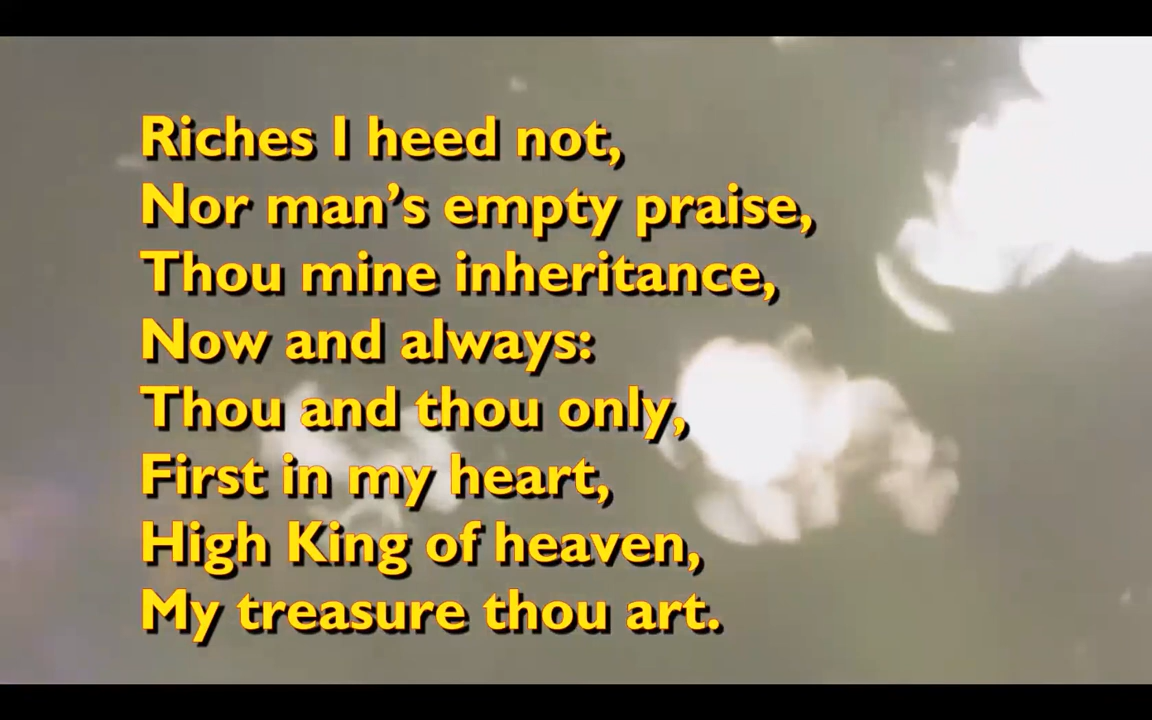 Riches I heed not,
Nor man’s empty praise,
Thou mine inheritance,
Now and always:
Thou and thou only,
First in my heart,
High King of heaven,
My treasure thou art.